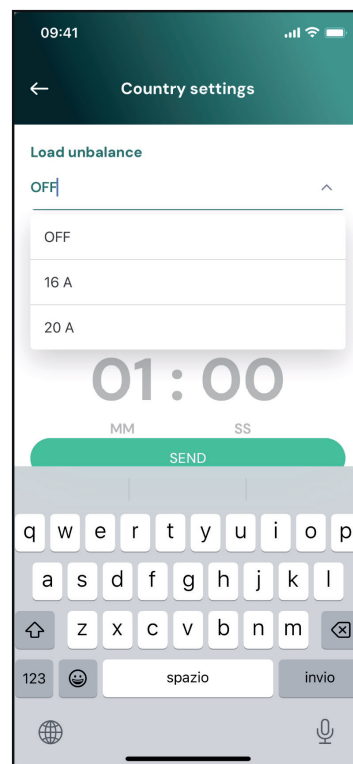 09:41
Country settings
Load unbalance
OFF
OFF
16 A
20 A
01 : 00
MM SS
SEND
q w e r t y u i o p
a s d f g h j k l
z x c v b n m
123 spazio invio